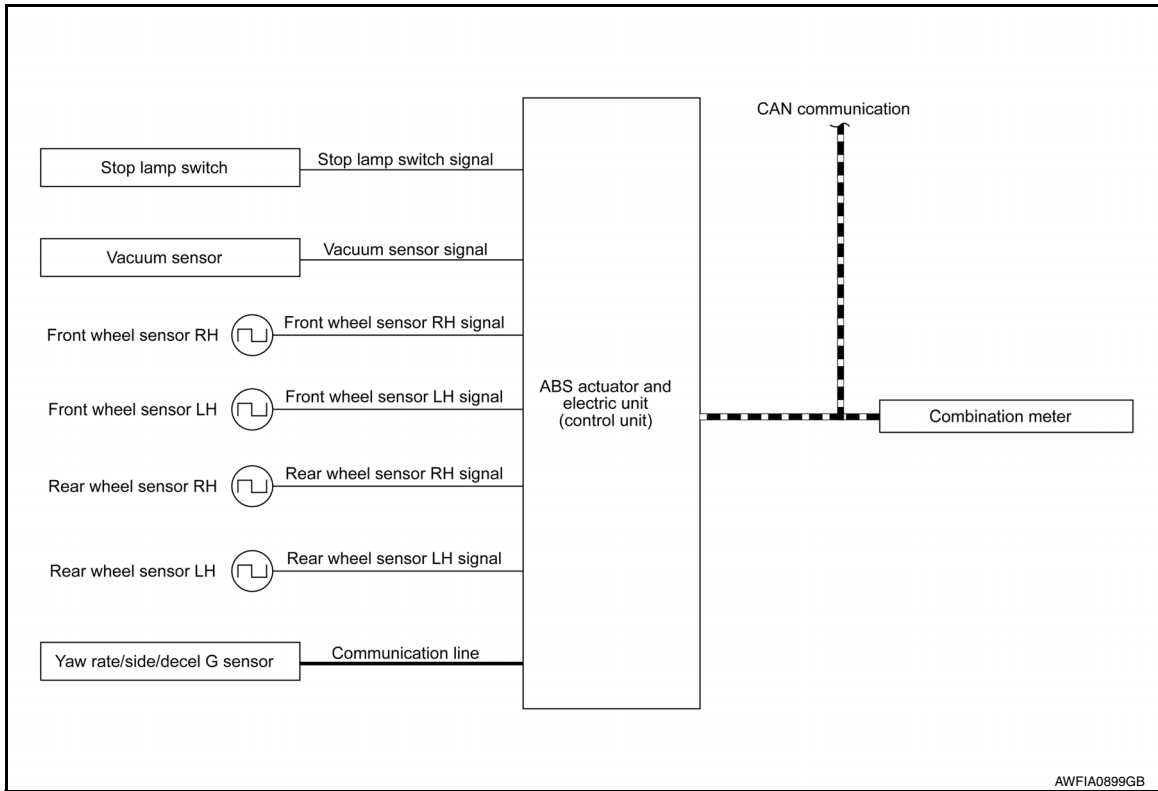 CAN communication
Stop lamp switch
Stop lamp switch signal
Vacuum sensor
Vacuum sensor signal
Front wheel sensor RH
Front wheel sensor RH signal
Front wheel sensor LH
Front wheel sensor LH signal
ABS actuator and
electric unit
(control unit)
Combination meter
Rear wheel sensor RH
Rear wheel sensor RH signal
Rear wheel sensor LH
Rear wheel sensor LH signal
Yaw rate/side/decel G sensor
Communication line
AWFIA0899GB